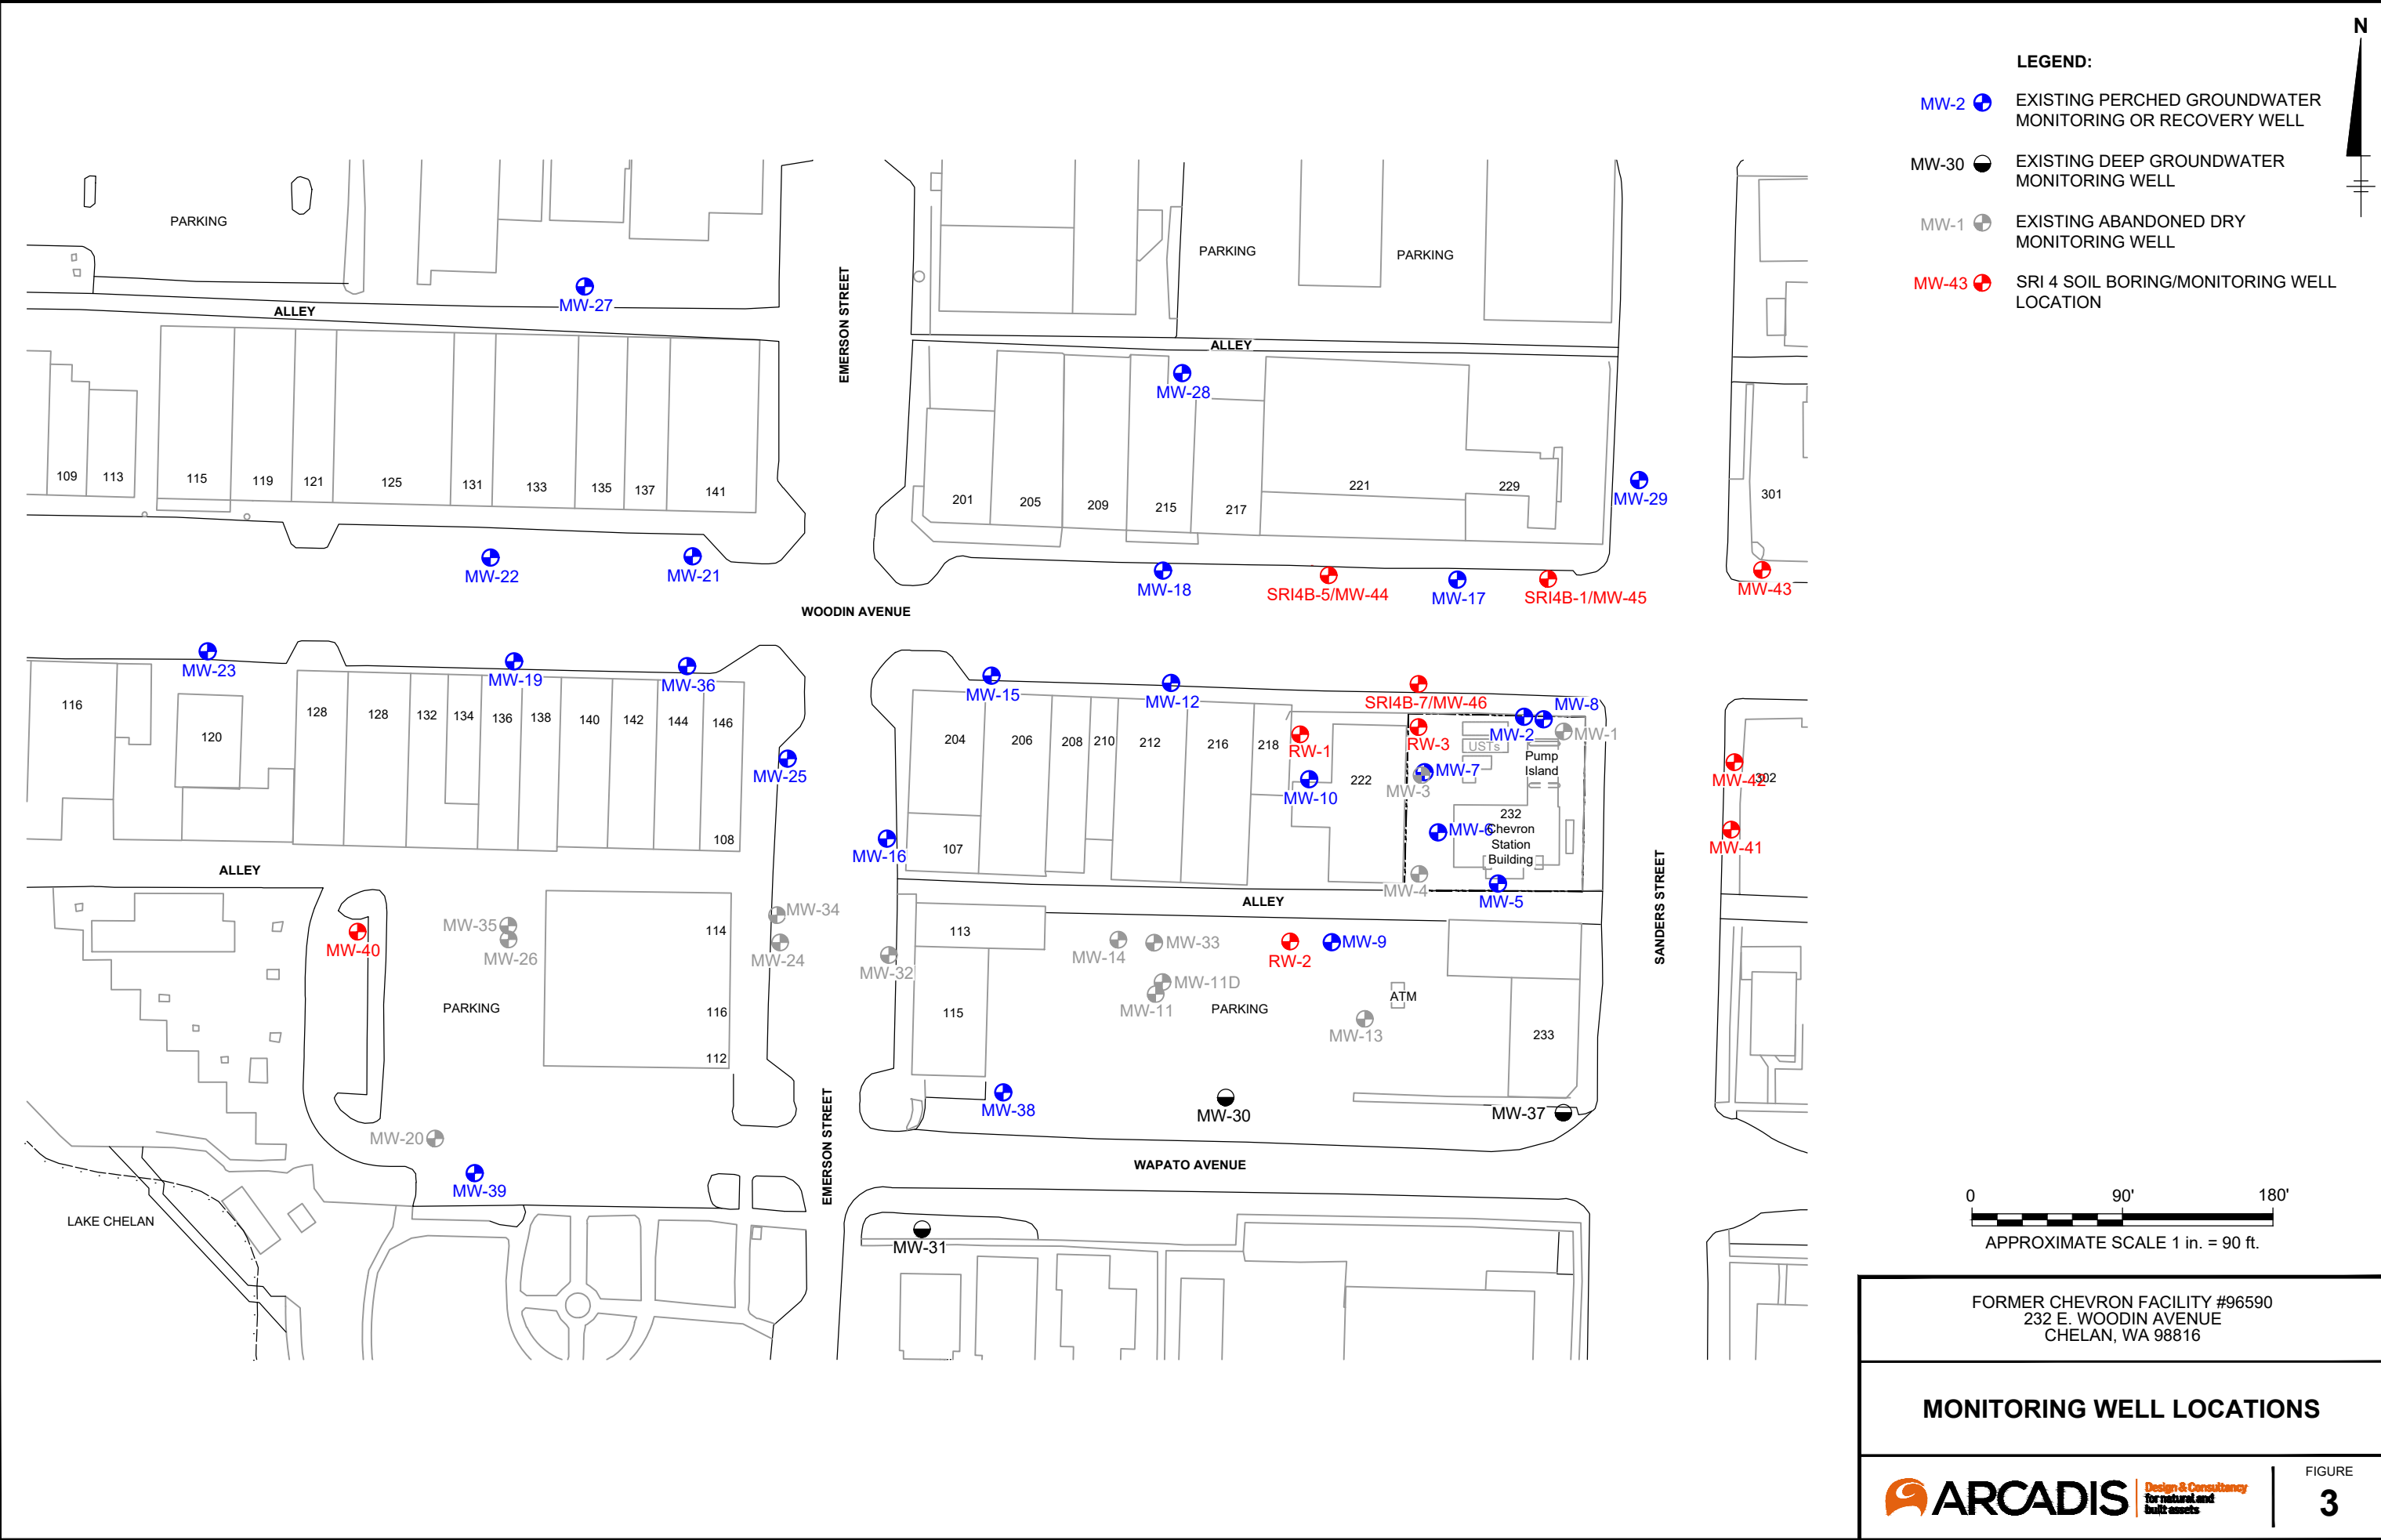 N
LEGEND:
MW-2
EXISTING PERCHED GROUNDWATER
MONITORING OR RECOVERY WELL
MW-30
EXISTING DEEP GROUNDWATER
MONITORING WELL
MW-1
EXISTING ABANDONED DRY
MONITORING WELL
MW-43
SRI 4 SOIL BORING/MONITORING WELL
LOCATION
PARKING
PARKING
PARKING
MW-27
ALLEY
EMERSON STREET
ALLEY
MW-28
109
113
115
119
121
125
131
133
135
137
141
201
205
209
215
217
221
229
MW-29
301
MW-22
MW-21
MW-18
SRI4B-5/MW-44
MW-17
SRI4B-1/MW-45
MW-43
WOODIN AVENUE
MW-23
MW-19
MW-36
MW-15
MW-12
SRI4B-7/MW-46
MW-8
116
120
128
128
132
134
136
138
140
142
144
146
108
MW-25
204
206
208
210
212
216
218
RW-1
222
RW-3
USTs
MW-2
MW-1
Pump
Island
MW-7
MW-3
MW-10
MW-42
302
MW-16
107
MW-6
232
Chevron
Station
Building
MW-41
MW-4
MW-5
ALLEY
ALLEY
SANDERS STREET
MW-40
MW-35
MW-26
114
MW-34
MW-24
MW-32
113
MW-14
MW-33
RW-2
MW-9
MW-11D
MW-11
PARKING
PARKING
ATM
MW-13
116
112
115
233
MW-38
MW-30
MW-37
MW-20
MW-39
EMERSON STREET
WAPATO AVENUE
LAKE CHELAN
MW-31
0 90' 180'
APPROXIMATE SCALE 1 in. = 90 ft.
FORMER CHEVRON FACILITY #96590
232 E. WOODIN AVENUE
CHELAN, WA 98816
MONITORING WELL LOCATIONS
ARCADIS
Design & Consultancy
for natural and
built assets
FIGURE
3